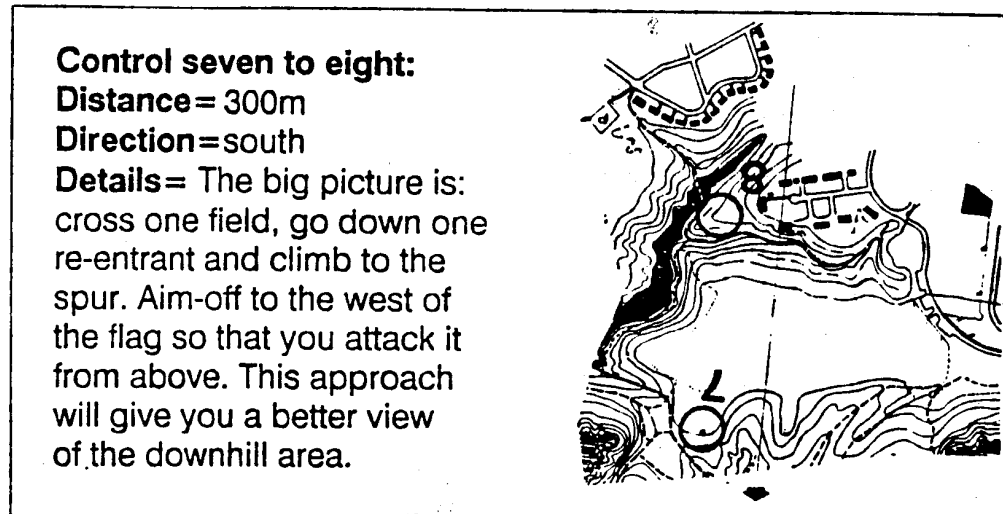 Control seven to eight:
Distance= 300m
Direction=south
Details= The big picture is:
cross one field, go down one
re-entrant and climb to the
spur. Aim-off to the west of
the flag so that you attack it
from above. This approach
will give you a better view
of.the downhill area.
8
7